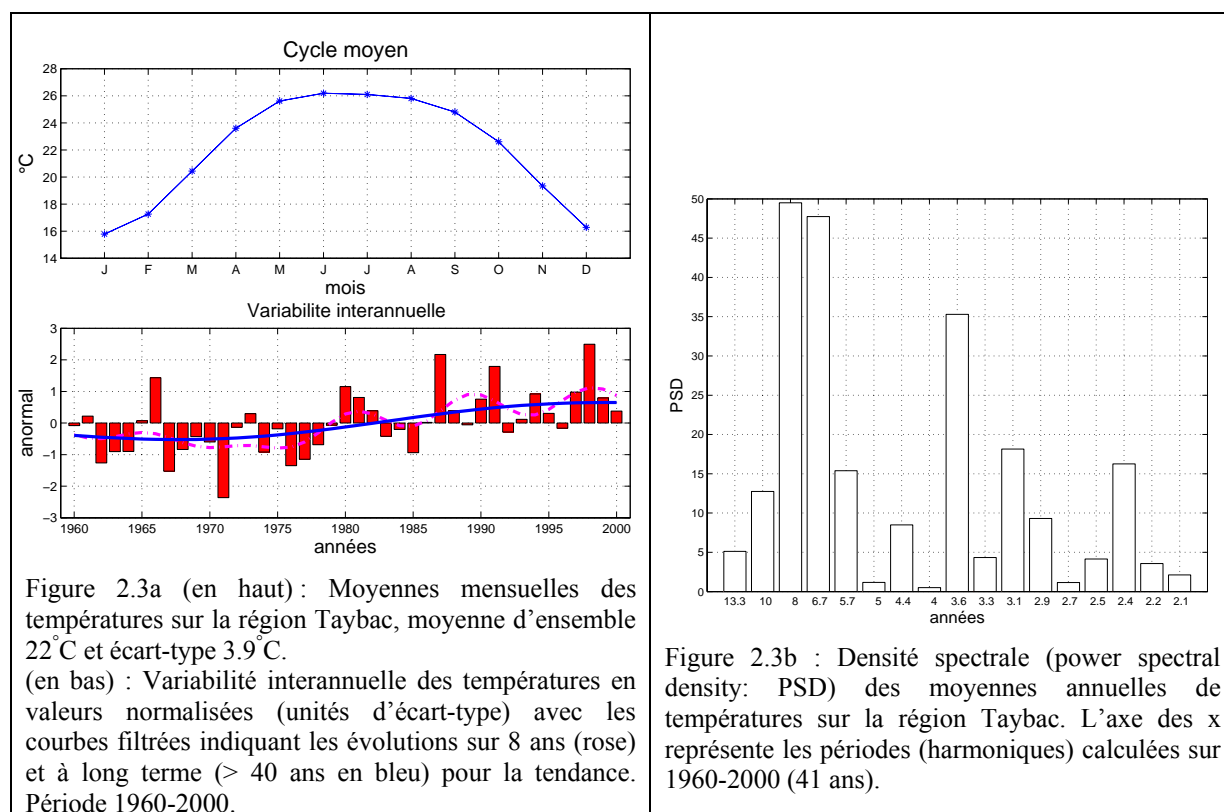 Cycle moyen
28
26
24
22
20
18
16
14
°C
J F M A M J J A S O N D
mois
Variabilite interannuelle
3
2
1
0
−1
−2
−3
anormal
1960 1965 1970 1975 1980 1985 1990 1995 2000
années
Figure 2.3a (en haut) : Moyennes mensuelles des
températures sur la région Taybac, moyenne d’ensemble
22°C et écart-type 3.9°C.
(en bas) : Variabilité interannuelle des températures en
valeurs normalisées (unités d’écart-type) avec les
courbes filtrées indiquant les évolutions sur 8 ans (rose)
et à long terme (> 40 ans en bleu) pour la tendance.
Période 1960-2000.
50
45
40
35
30
25
20
15
10
5
0
PSD
13.3 10 8 6.7 5.7 5 4.4 4 3.6 3.3 3.1 2.9 2.7 2.5 2.4 2.2 2.1
années
Figure 2.3b : Densité spectrale (power spectral
density: PSD) des moyennes annuelles de
températures sur la région Taybac. L’axe des x
représente les périodes (harmoniques) calculées sur
1960-2000 (41 ans).